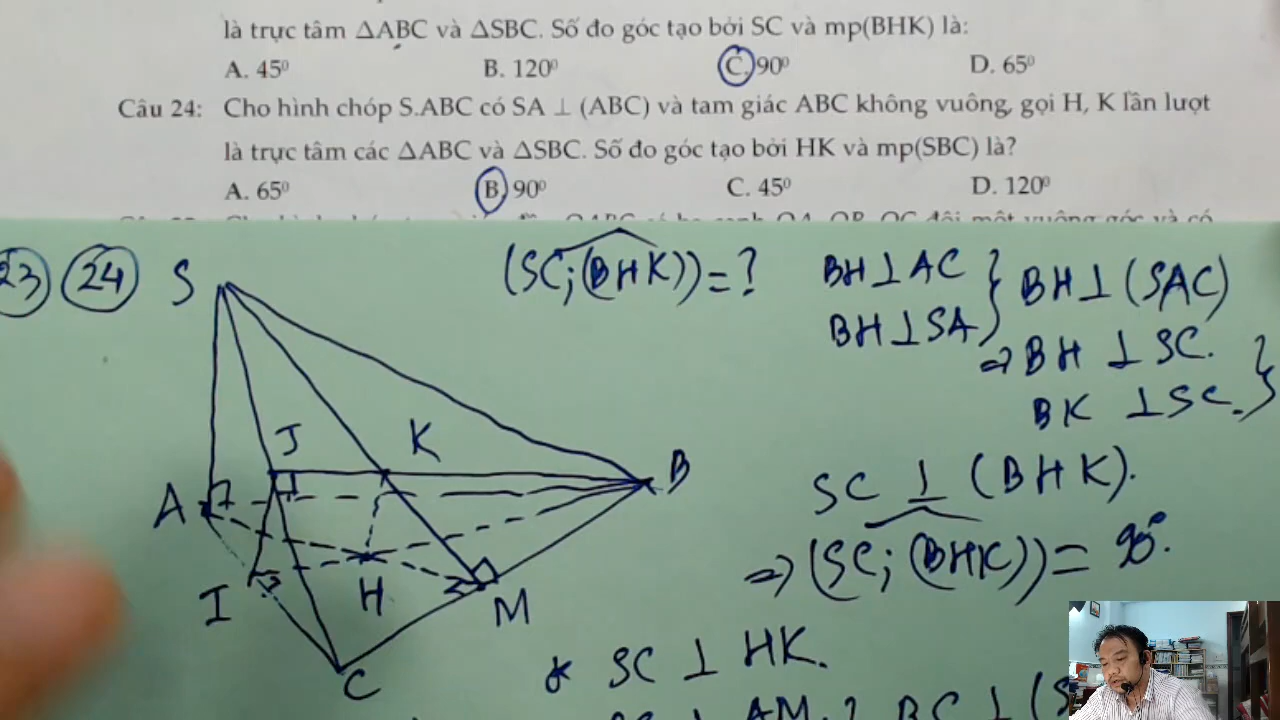 là trực tâm ΔABC và ΔSBC. Số đo góc tạo bởi SC và mp(BHK) là:
A. 45⁰ B. 120⁰ C. 90⁰ D. 65⁰
Câu 24: Cho hình chóp S.ABC có SA ⊥ (ABC) và tam giác ABC không vuông, gọi H, K lần lượt
là trực tâm các ΔABC và ΔSBC. Số đo góc tạo bởi HK và mp(SBC) là?
A. 65⁰ B. 90⁰ C. 45⁰ D. 120⁰
23 24
(SC; (BHK)) = ?
BH ⊥ AC
BH ⊥ SA
BH ⊥ (SAC)
⇒ BH ⊥ SC.
BK ⊥ SC.
SC ⊥ (BHK).
⇒ (SC; (BHK)) = 90°.
* SC ⊥ HK.
S
J K
A B
I H M
C